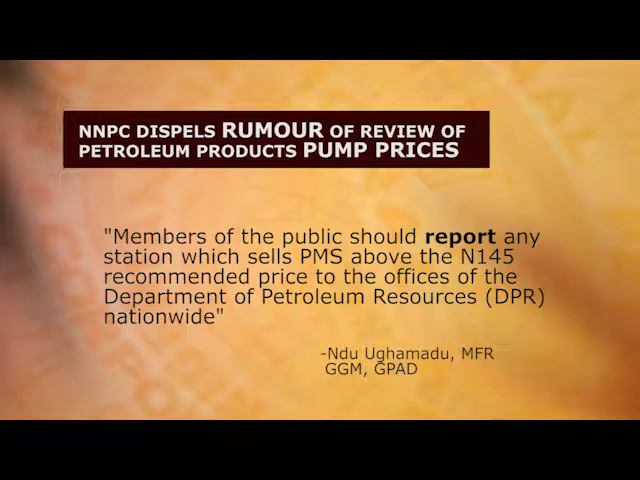 NNPC DISPELS RUMOUR OF REVIEW OF
PETROLEUM PRODUCTS PUMP PRICES
"Members of the public should report any
station which sells PMS above the N145
recommended price to the offices of the
Department of Petroleum Resources (DPR)
nationwide"
-Ndu Ughamadu, MFR
GGM, GPAD